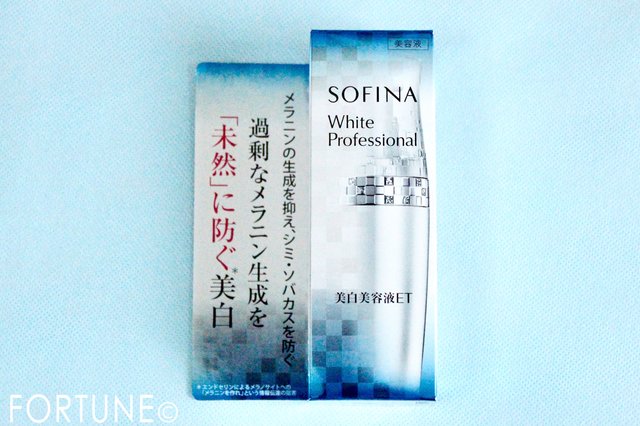 メラニンの生成を抑え、シミ・ソバカスを防ぐ
過剰なメラニン生成を
「未然」に防ぐ*美白
*エンドセリンによるメラノサイトへの
「メラニンを作れ」という情報伝達の阻害
美容液
SOFINA
White
Professional
美白美容液ET
FORTUNE©